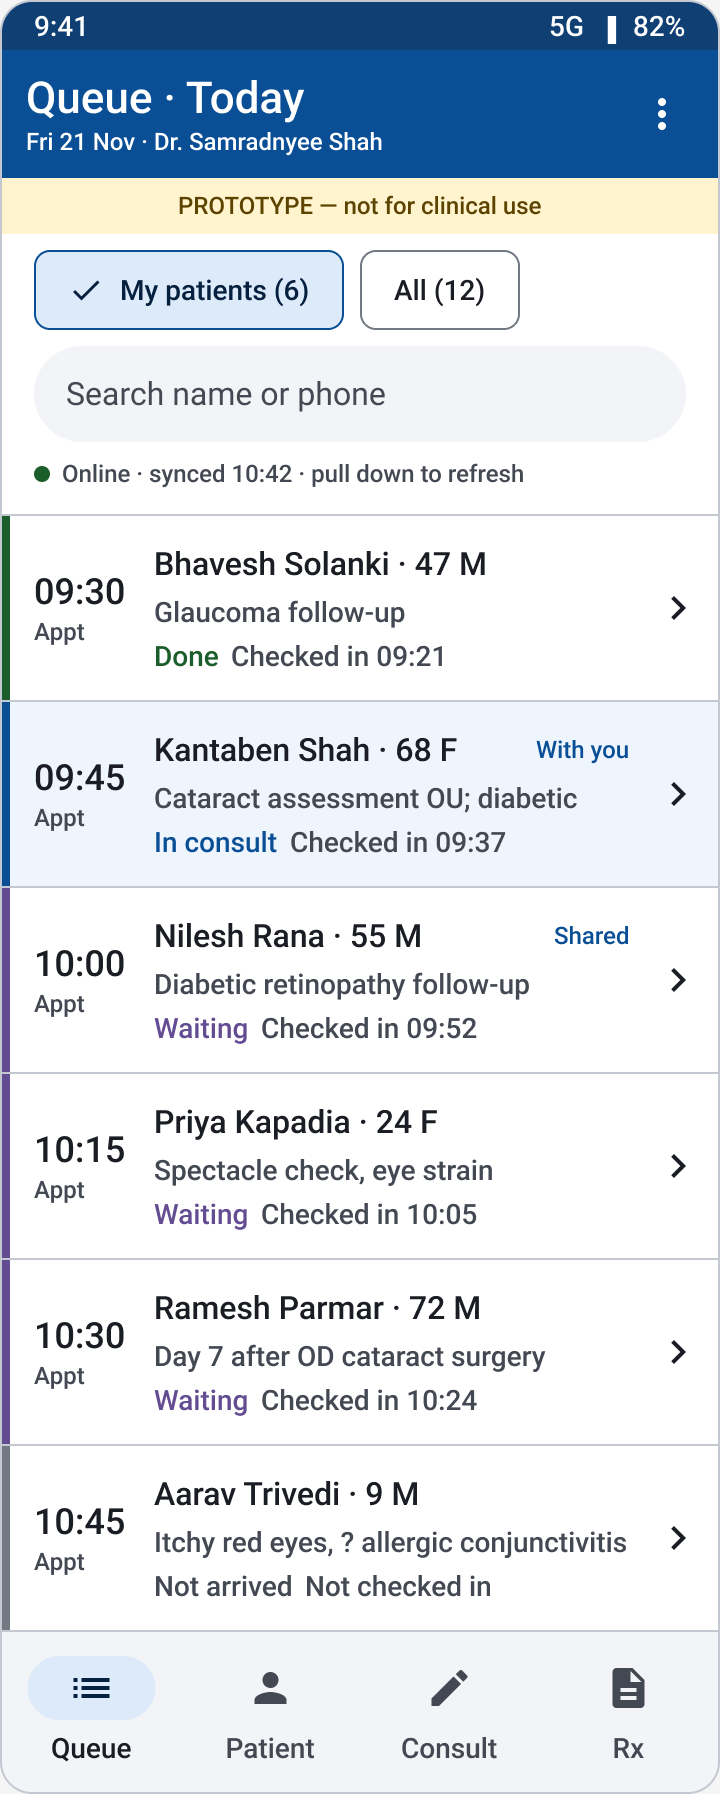 9:41 5G 82%
Queue · Today
Fri 21 Nov · Dr. Samradnyee Shah
PROTOTYPE — not for clinical use
My patients (6) All (12)
Search name or phone
Online · synced 10:42 · pull down to refresh
Bhavesh Solanki · 47 M
09:30
Glaucoma follow-up
Appt
Done Checked in 09:21
Kantaben Shah · 68 F With you
09:45
Cataract assessment OU; diabetic
Appt
In consult Checked in 09:37
Nilesh Rana · 55 M Shared
10:00
Diabetic retinopathy follow-up
Appt
Waiting Checked in 09:52
Priya Kapadia · 24 F
10:15
Spectacle check, eye strain
Appt
Waiting Checked in 10:05
Ramesh Parmar · 72 M
10:30
Day 7 after OD cataract surgery
Appt
Waiting Checked in 10:24
Aarav Trivedi · 9 M
10:45
Itchy red eyes, ? allergic conjunctivitis
Appt
Not arrived Not checked in
Queue Patient Consult Rx